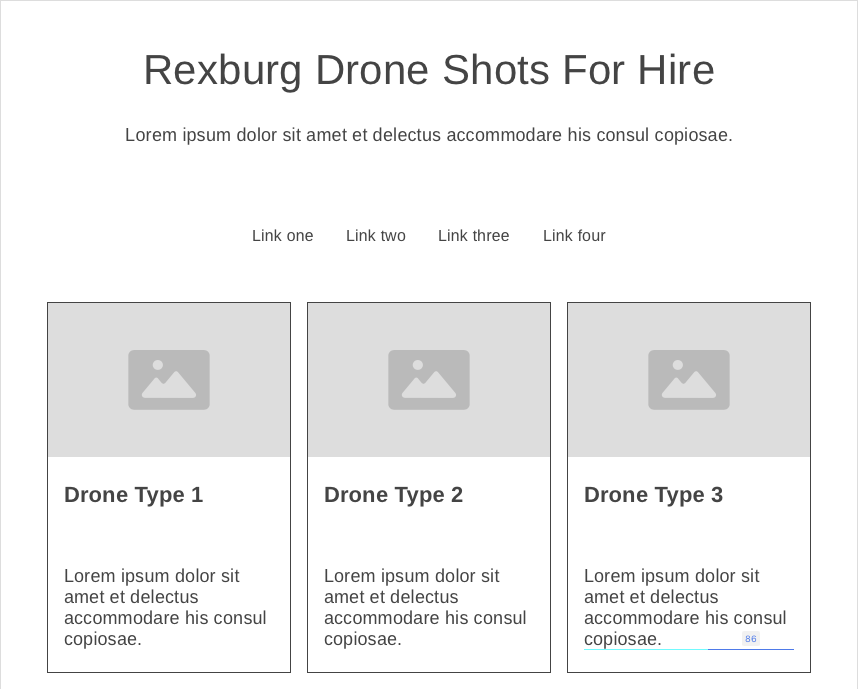 Rexburg Drone Shots For Hire
Lorem ipsum dolor sit amet et delectus accommodare his consul copiosae.
Link one Link two Link three Link four
Drone Type 1
Lorem ipsum dolor sit
amet et delectus
accommodare his consul
copiosae.
Drone Type 2
Lorem ipsum dolor sit
amet et delectus
accommodare his consul
copiosae.
Drone Type 3
Lorem ipsum dolor sit
amet et delectus
accommodare his consul
copiosae.
86